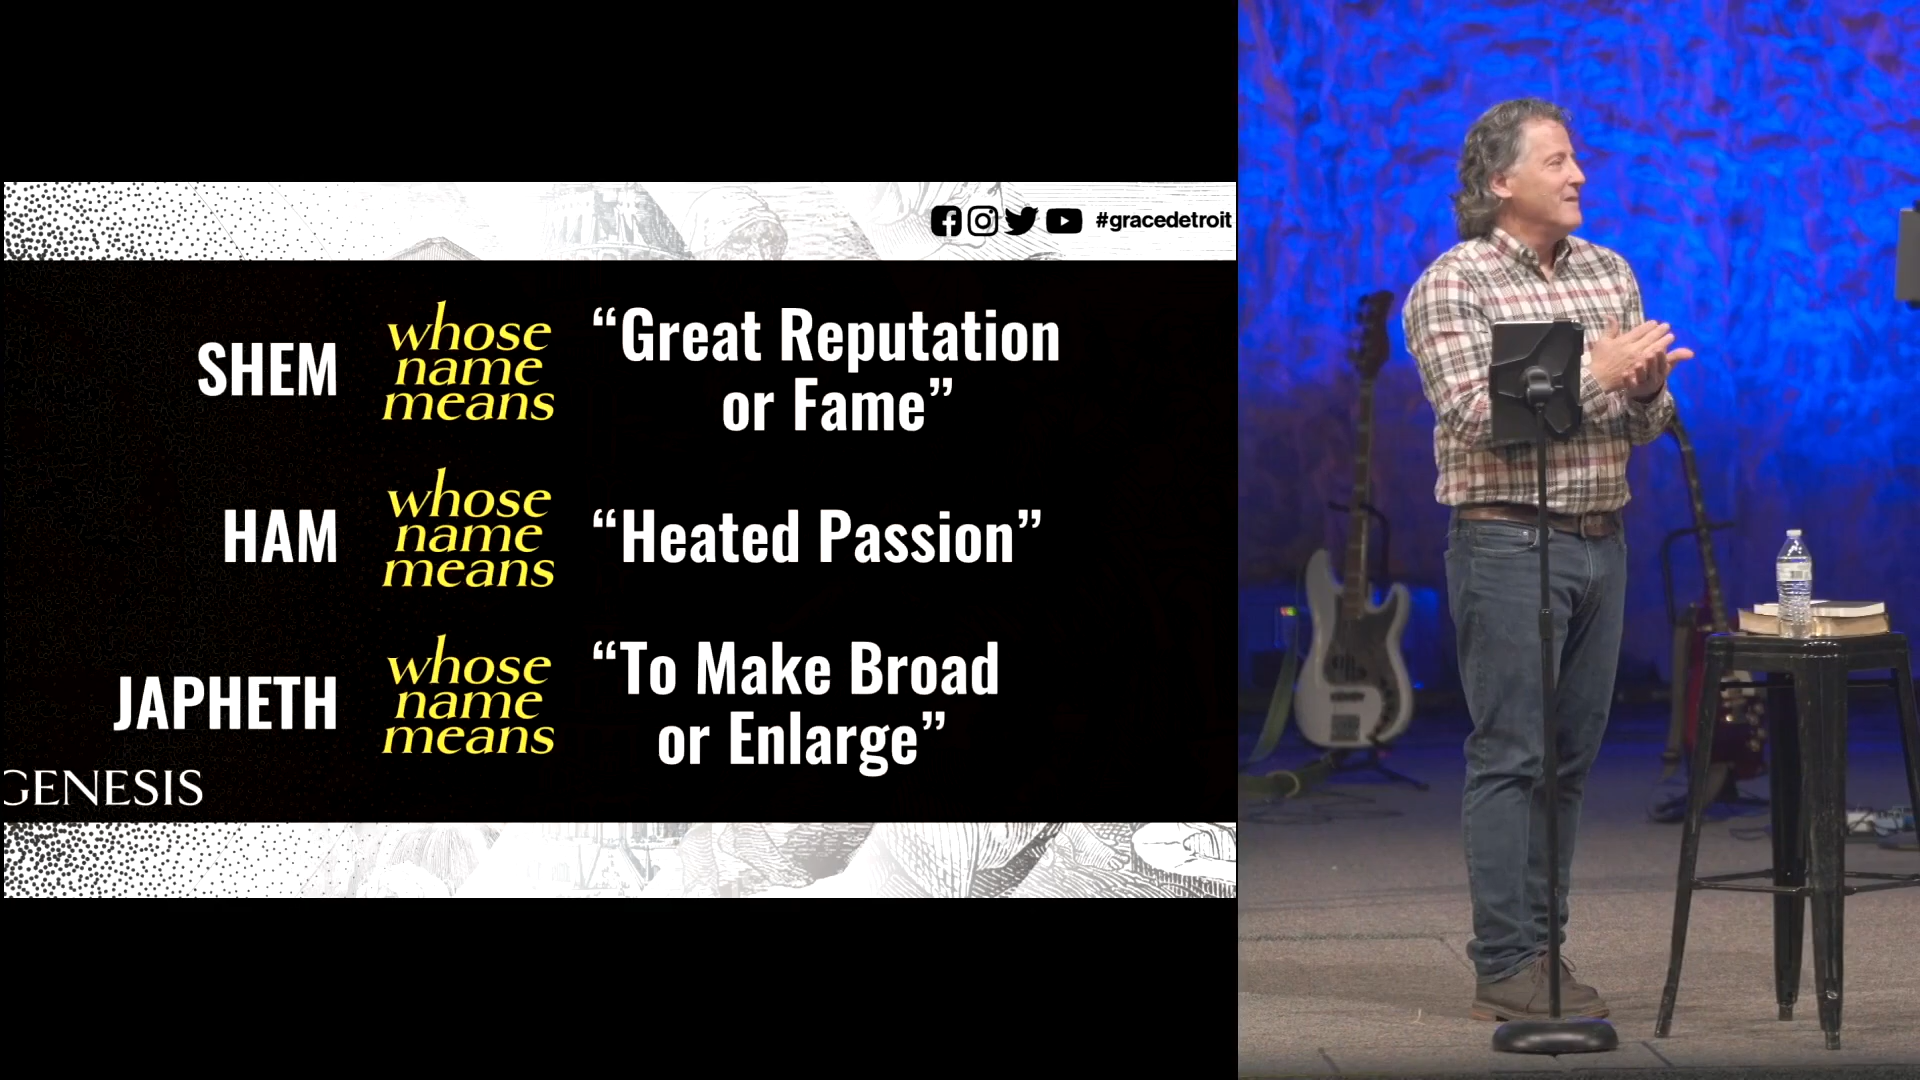 #gracedetroit
SHEM
whose
name
means
“Great Reputation
or Fame”
HAM
whose
name
means
“Heated Passion”
JAPHETH
whose
name
means
“To Make Broad
or Enlarge”
GENESIS